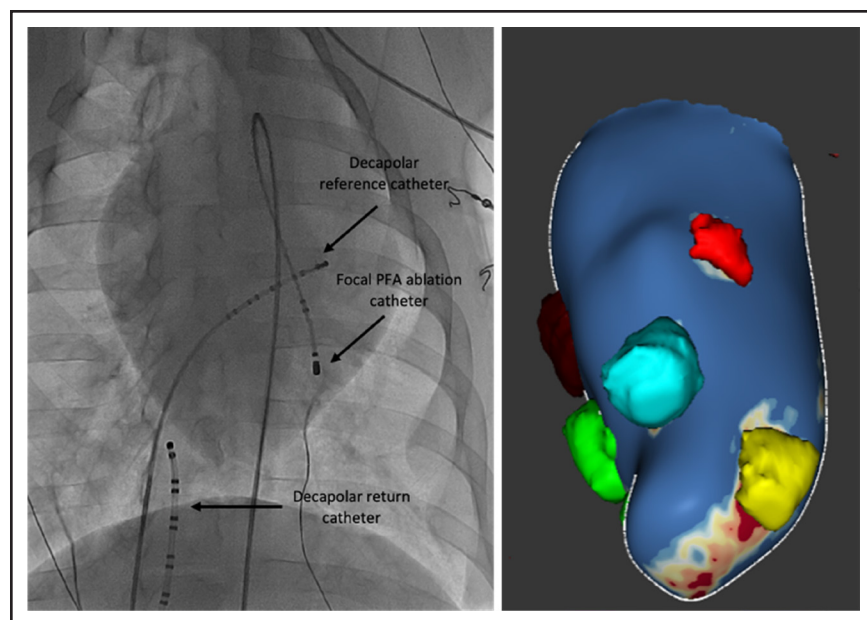 Decapolar
reference catheter
Focal PFA ablation
catheter
Decapolar return
catheter